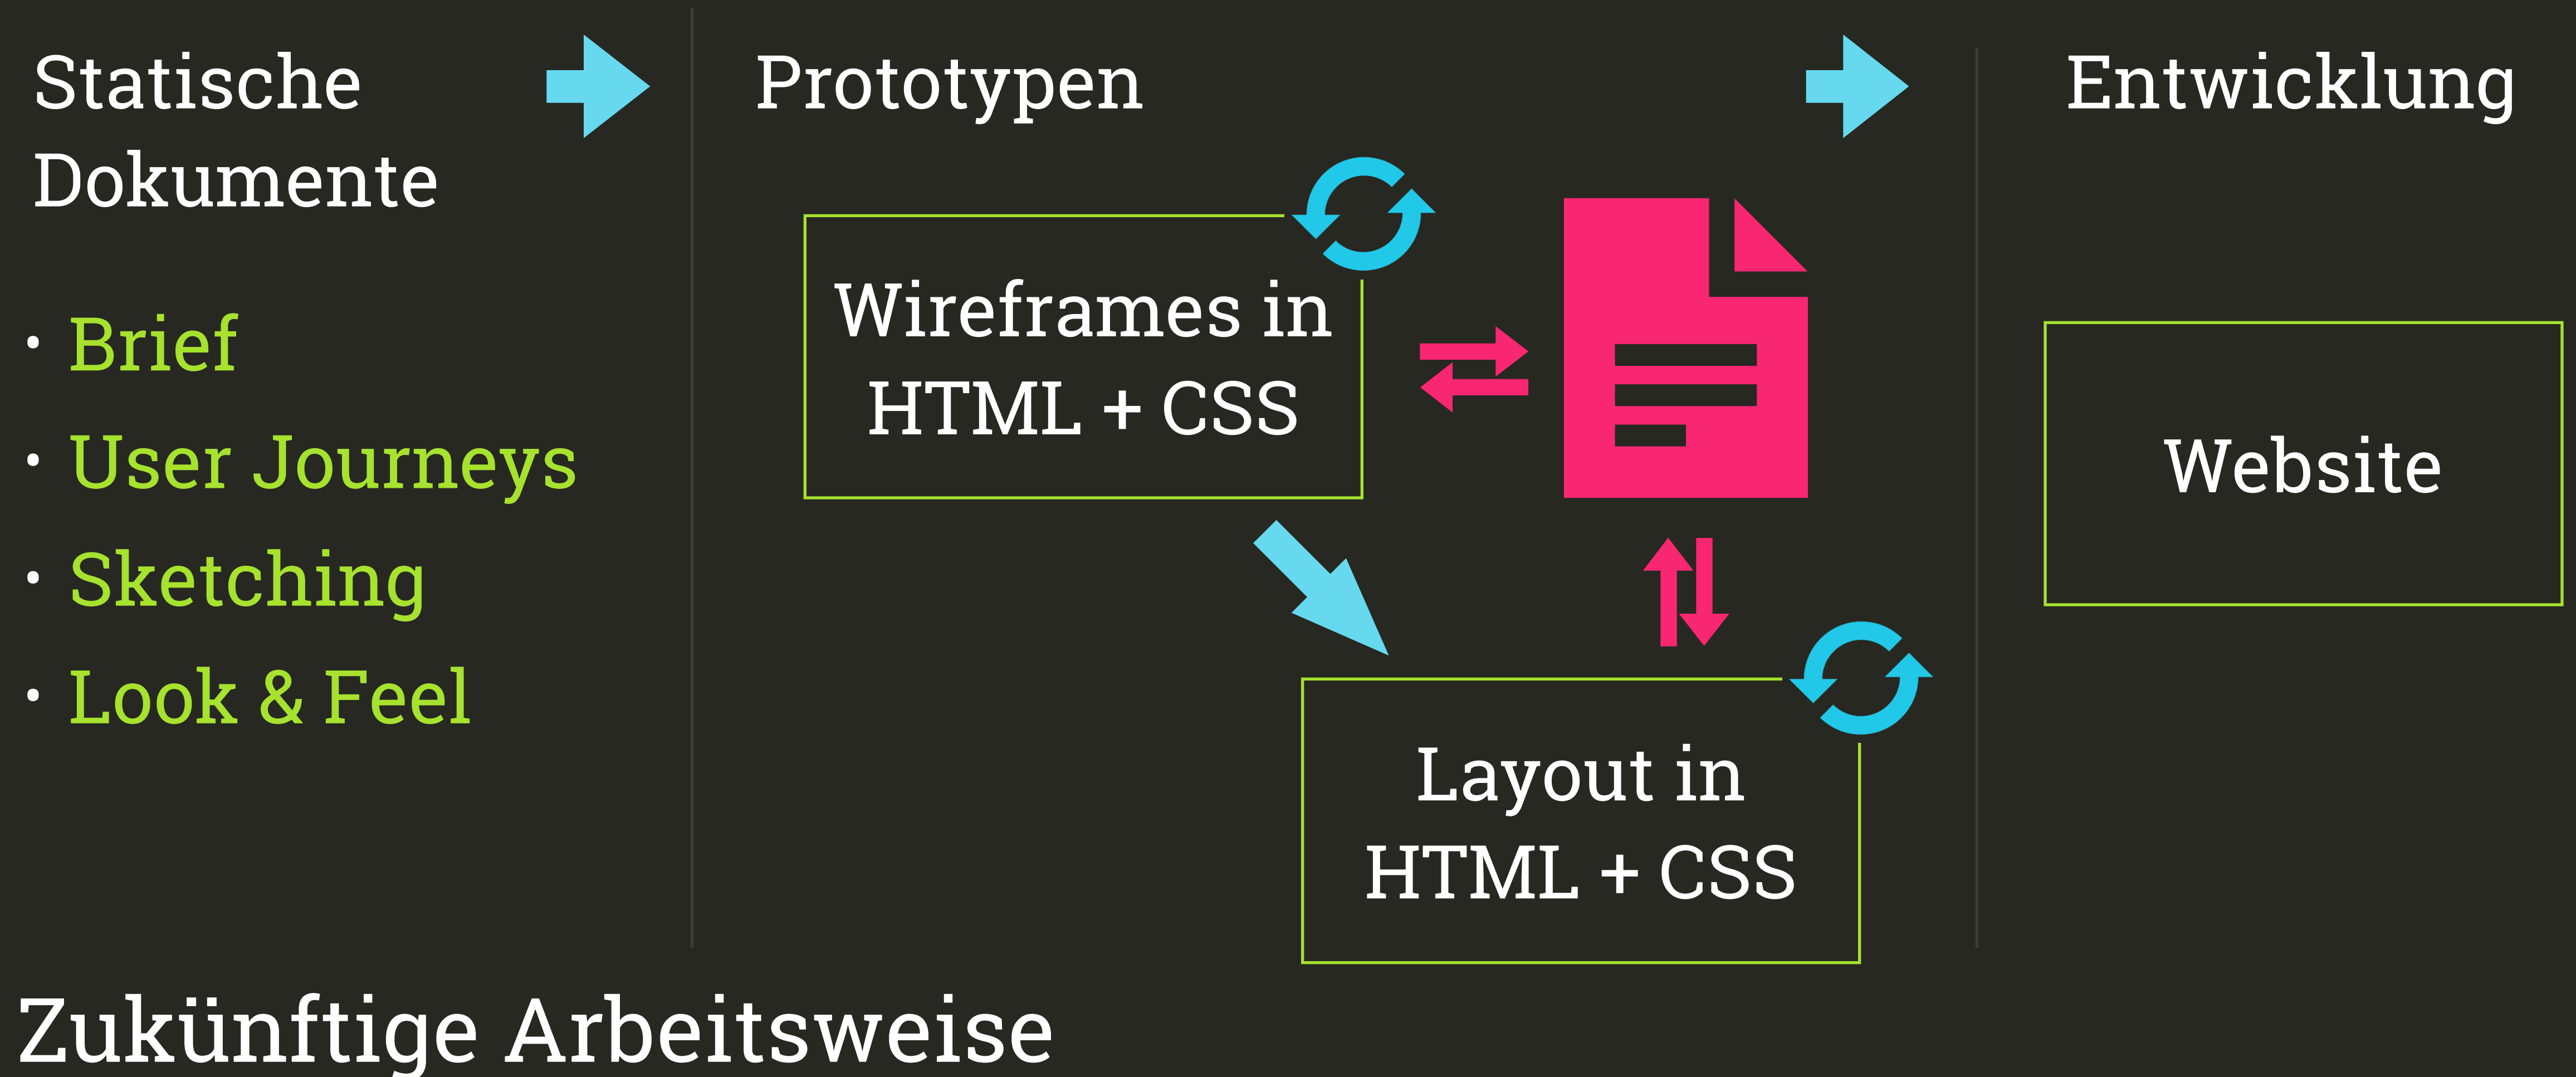 Statische
Dokumente
• Brief
• User Journeys
• Sketching
• Look & Feel
Prototypen
Wireframes in
HTML + CSS
Layout in
HTML + CSS
Entwicklung
Website
Zukünftige Arbeitsweise